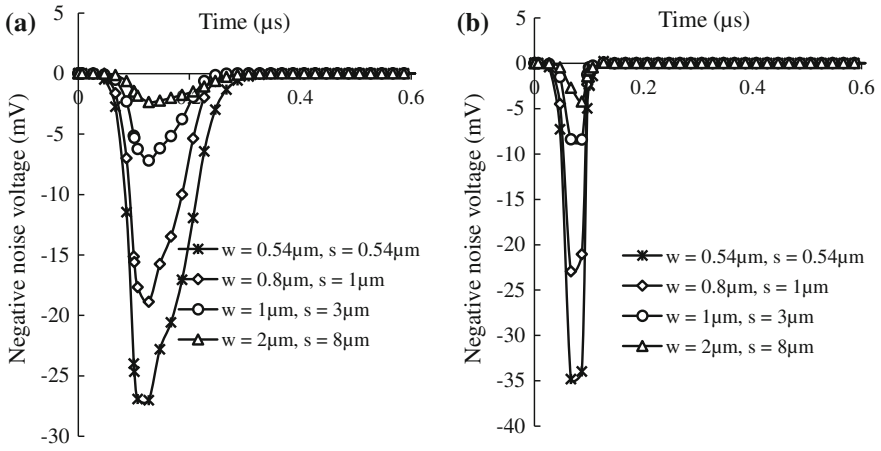 (a)
Time (µs)
5
0
0
0.2
0.4
0.6
-5
-10
-15
-20
-25
-30
Negative noise voltage (mV)
w = 0.54µm, s = 0.54µm
w = 0.8µm, s = 1µm
w = 1µm, s = 3µm
w = 2µm, s = 8µm
(b)
Time (µs)
5
0
0
0.2
0.4
0.6
-5
-10
-15
-20
-25
-30
-35
-40
Negative noise voltage (mV)
w = 0.54µm, s = 0.54µm
w = 0.8µm, s = 1µm
w = 1µm, s = 3µm
w = 2µm, s = 8µm